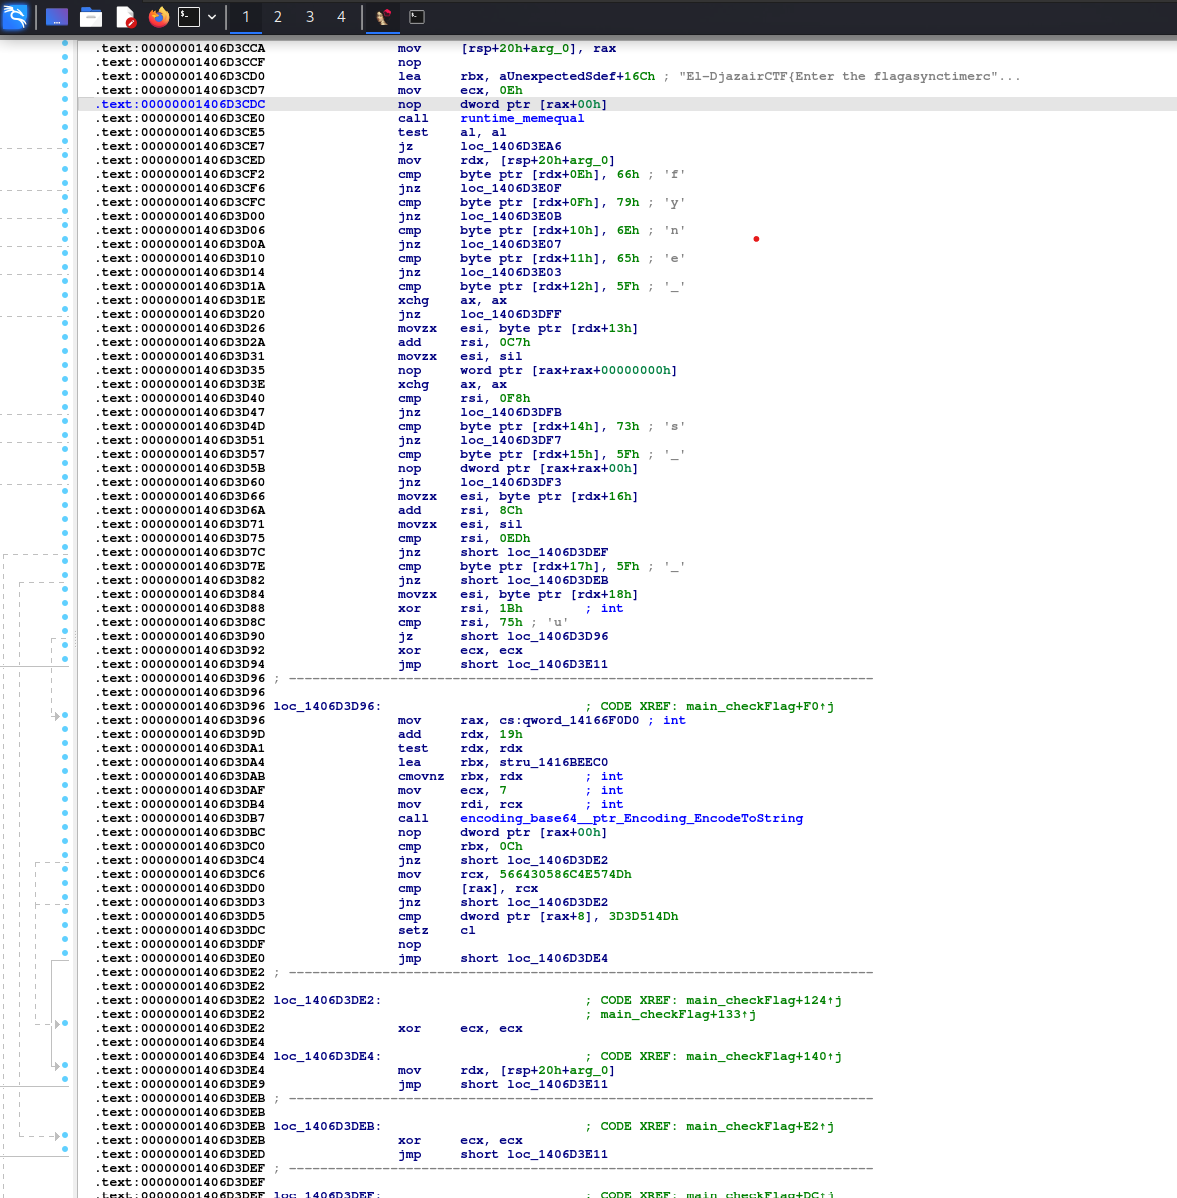 1 2 3 4
.text:00000001406D3CCA mov [rsp+20h+arg_0], rax
.text:00000001406D3CCF nop
.text:00000001406D3CD0 lea rbx, aUnexpectedSdef+16Ch ; "El-DjazairCTF{Enter the flagasynctimerc"...
.text:00000001406D3CD7 mov ecx, 0Eh
.text:00000001406D3CDC nop dword ptr [rax+00h]
.text:00000001406D3CE0 call runtime_memequal
.text:00000001406D3CE5 test al, al
.text:00000001406D3CE7 jz loc_1406D3EA6
.text:00000001406D3CED mov rdx, [rsp+20h+arg_0]
.text:00000001406D3CF2 cmp byte ptr [rdx+0Eh], 66h ; 'f'
.text:00000001406D3CF6 jnz loc_1406D3E0F
.text:00000001406D3CFC cmp byte ptr [rdx+0Fh], 79h ; 'y'
.text:00000001406D3D00 jnz loc_1406D3E0B
.text:00000001406D3D06 cmp byte ptr [rdx+10h], 6Eh ; 'n'
.text:00000001406D3D0A jnz loc_1406D3E07
.text:00000001406D3D10 cmp byte ptr [rdx+11h], 65h ; 'e'
.text:00000001406D3D14 jnz loc_1406D3E03
.text:00000001406D3D1A cmp byte ptr [rdx+12h], 5Fh ; '_'
.text:00000001406D3D1E xchg ax, ax
.text:00000001406D3D20 jnz loc_1406D3DFF
.text:00000001406D3D26 movzx esi, byte ptr [rdx+13h]
.text:00000001406D3D2A add rsi, 0C7h
.text:00000001406D3D31 movzx esi, sil
.text:00000001406D3D35 nop word ptr [rax+rax+00000000h]
.text:00000001406D3D3E xchg ax, ax
.text:00000001406D3D40 cmp rsi, 0F8h
.text:00000001406D3D47 jnz loc_1406D3DFB
.text:00000001406D3D4D cmp byte ptr [rdx+14h], 73h ; 's'
.text:00000001406D3D51 jnz loc_1406D3DF7
.text:00000001406D3D57 cmp byte ptr [rdx+15h], 5Fh ; '_'
.text:00000001406D3D5B nop dword ptr [rax+rax+00h]
.text:00000001406D3D60 jnz loc_1406D3DF3
.text:00000001406D3D66 movzx esi, byte ptr [rdx+16h]
.text:00000001406D3D6A add rsi, 8Ch
.text:00000001406D3D71 movzx esi, sil
.text:00000001406D3D75 cmp rsi, 0EDh
.text:00000001406D3D7C jnz short loc_1406D3DEF
.text:00000001406D3D7E cmp byte ptr [rdx+17h], 5Fh ; '_'
.text:00000001406D3D82 jnz short loc_1406D3DEB
.text:00000001406D3D84 movzx esi, byte ptr [rdx+18h]
.text:00000001406D3D88 xor rsi, 1Bh ; int
.text:00000001406D3D8C cmp rsi, 75h ; 'u'
.text:00000001406D3D90 jz short loc_1406D3D96
.text:00000001406D3D92 xor ecx, ecx
.text:00000001406D3D94 jmp short loc_1406D3E11
.text:00000001406D3D96 ; ---------------------------------------------------------------------------
.text:00000001406D3D96
.text:00000001406D3D96 loc_1406D3D96: ; CODE XREF: main_checkFlag+F0↑j
.text:00000001406D3D96 mov rax, cs:qword_14166F0D0 ; int
.text:00000001406D3D9D add rdx, 19h
.text:00000001406D3DA1 test rdx, rdx
.text:00000001406D3DA4 lea rbx, stru_1416BEEC0
.text:00000001406D3DAB cmovnz rbx, rdx ; int
.text:00000001406D3DAF mov ecx, 7 ; int
.text:00000001406D3DB4 mov rdi, rcx ; int
.text:00000001406D3DB7 call encoding_base64__ptr_Encoding_EncodeToString
.text:00000001406D3DBC nop dword ptr [rax+00h]
.text:00000001406D3DC0 cmp rbx, 0Ch
.text:00000001406D3DC4 jnz short loc_1406D3DE2
.text:00000001406D3DC6 mov rcx, 566430586C4E574Dh
.text:00000001406D3DD0 cmp [rax], rcx
.text:00000001406D3DD3 jnz short loc_1406D3DE2
.text:00000001406D3DD5 cmp dword ptr [rax+8], 3D3D514Dh
.text:00000001406D3DDC setz cl
.text:00000001406D3DDF nop
.text:00000001406D3DE0 jmp short loc_1406D3DE4
.text:00000001406D3DE2 ; ---------------------------------------------------------------------------
.text:00000001406D3DE2
.text:00000001406D3DE2 loc_1406D3DE2: ; CODE XREF: main_checkFlag+124↑j
.text:00000001406D3DE2 ; main_checkFlag+133↑j
.text:00000001406D3DE2 xor ecx, ecx
.text:00000001406D3DE4
.text:00000001406D3DE4 loc_1406D3DE4: ; CODE XREF: main_checkFlag+140↑j
.text:00000001406D3DE4 mov rdx, [rsp+20h+arg_0]
.text:00000001406D3DE9 jmp short loc_1406D3E11
.text:00000001406D3DEB ; ---------------------------------------------------------------------------
.text:00000001406D3DEB
.text:00000001406D3DEB loc_1406D3DEB: ; CODE XREF: main_checkFlag+E2↑j
.text:00000001406D3DEB xor ecx, ecx
.text:00000001406D3DED jmp short loc_1406D3E11
.text:00000001406D3DEF ; ---------------------------------------------------------------------------
.text:00000001406D3DEF
.text:00000001406D3DEF loc_1406D3DEF: ; CODE XREF: main_checkFlag+DC↑j